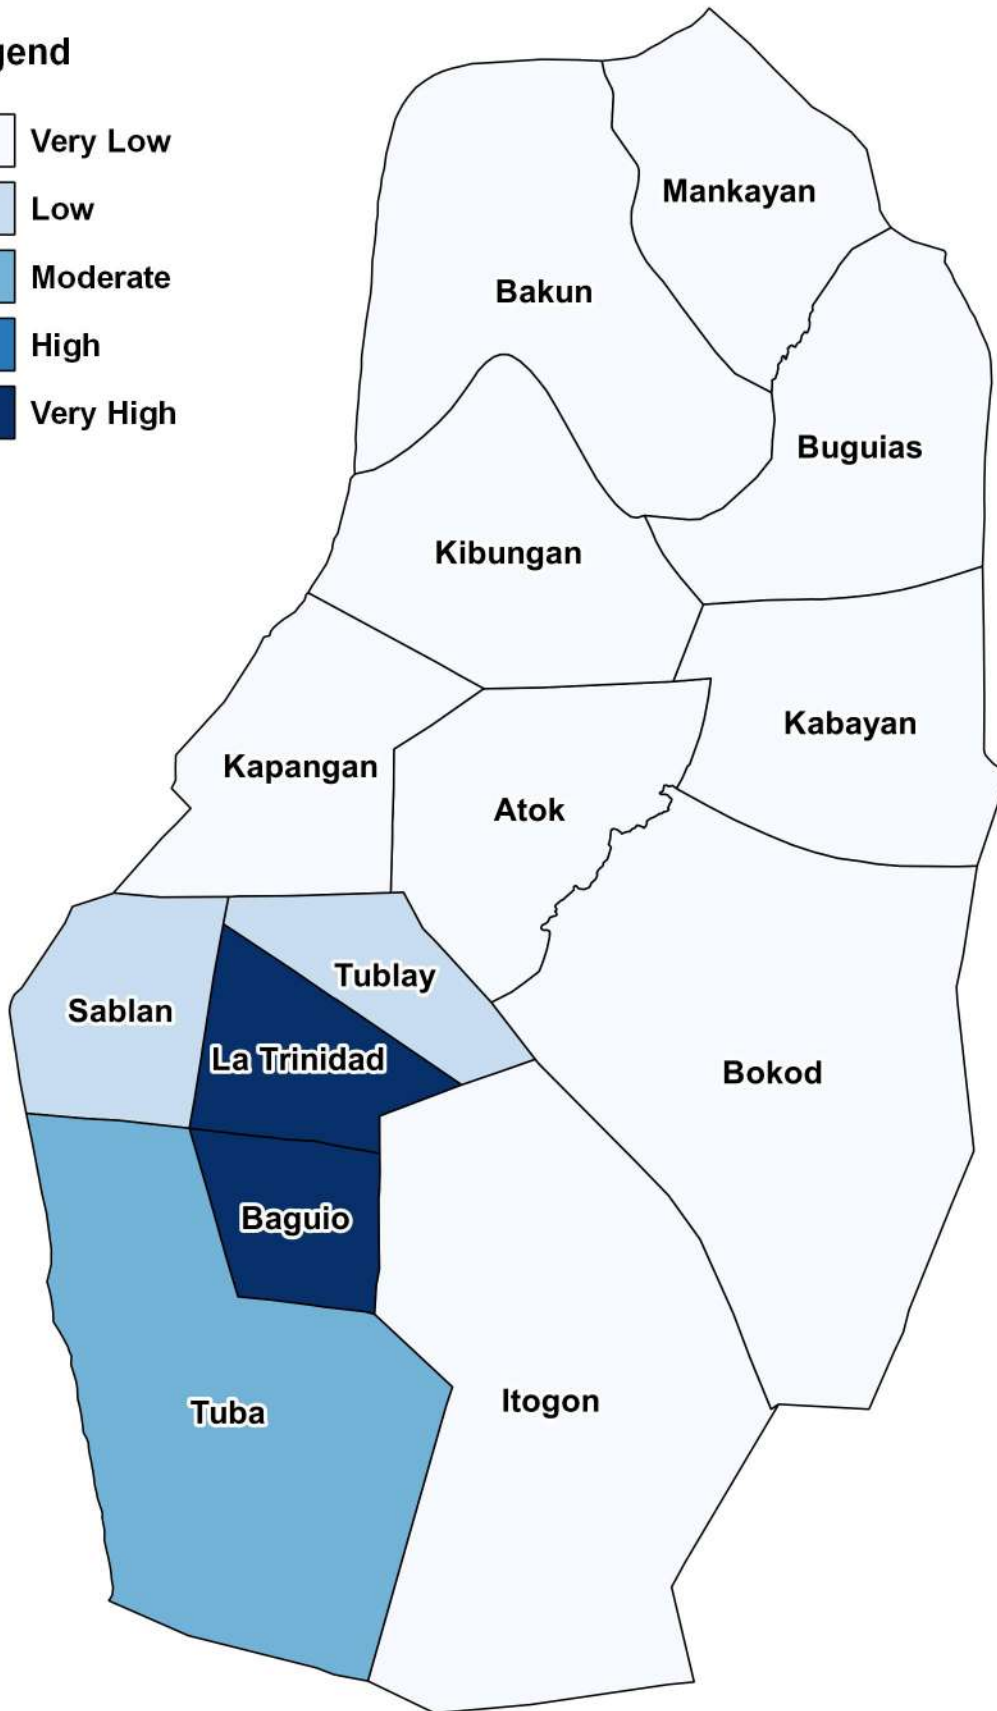 gend
Very Low
Low
Moderate
High
Very High
Mankayan
Bakun
Buguias
Kibungan
Kabayan
Kapangan
Atok
Tublay
Sablan
La Trinidad
Bokod
Baguio
Itogon
Tuba